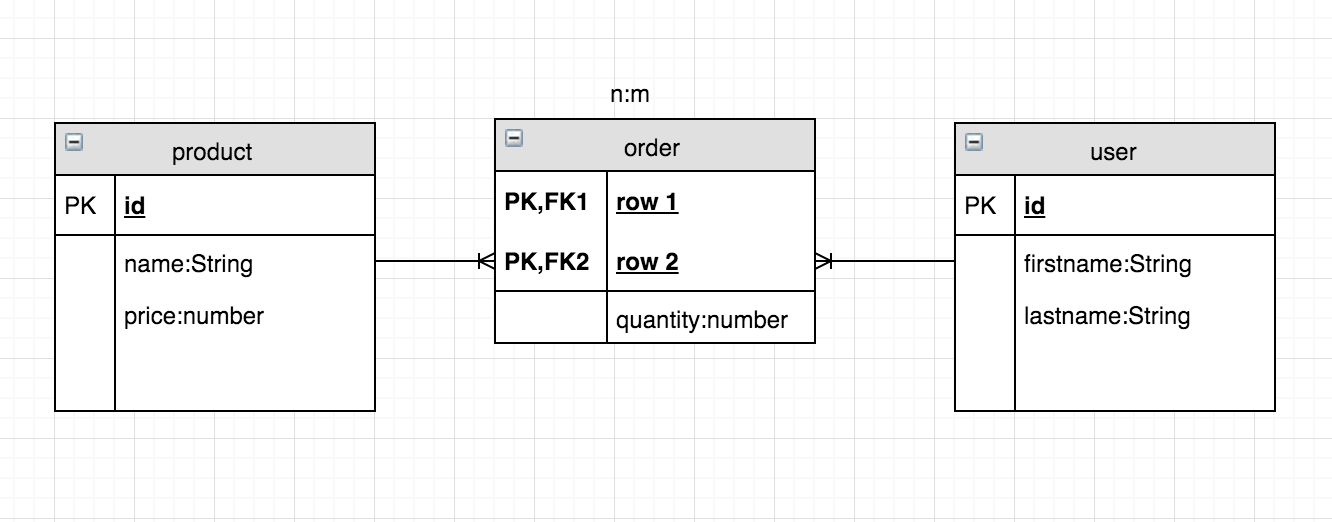 n:m
product
PK id
name:String
price:number
order
PK,FK1 row 1
PK,FK2 row 2
quantity:number
user
PK id
firstname:String
lastname:String